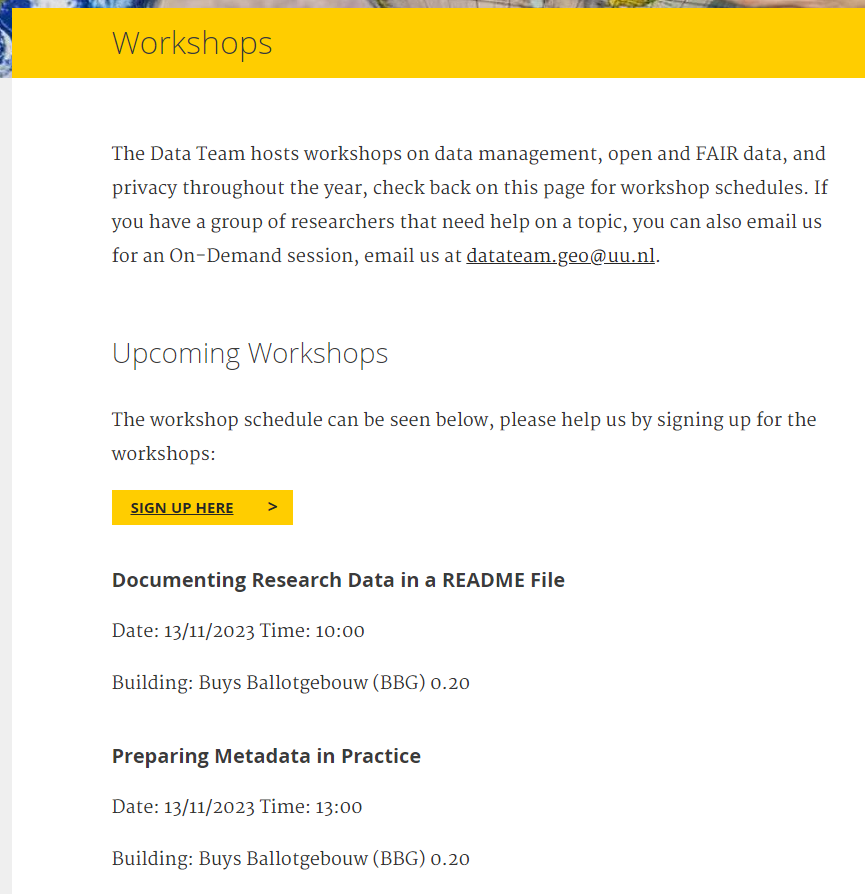 Workshops
The Data Team hosts workshops on data management, open and FAIR data, and
privacy throughout the year, check back on this page for workshop schedules. If
you have a group of researchers that need help on a topic, you can also email us
for an On-Demand session, email us at datateam.geo@uu.nl.
Upcoming Workshops
The workshop schedule can be seen below, please help us by signing up for the
workshops:
SIGN UP HERE >
Documenting Research Data in a README File
Date: 13/11/2023 Time: 10:00
Building: Buys Ballotgebouw (BBG) 0.20
Preparing Metadata in Practice
Date: 13/11/2023 Time: 13:00
Building: Buys Ballotgebouw (BBG) 0.20